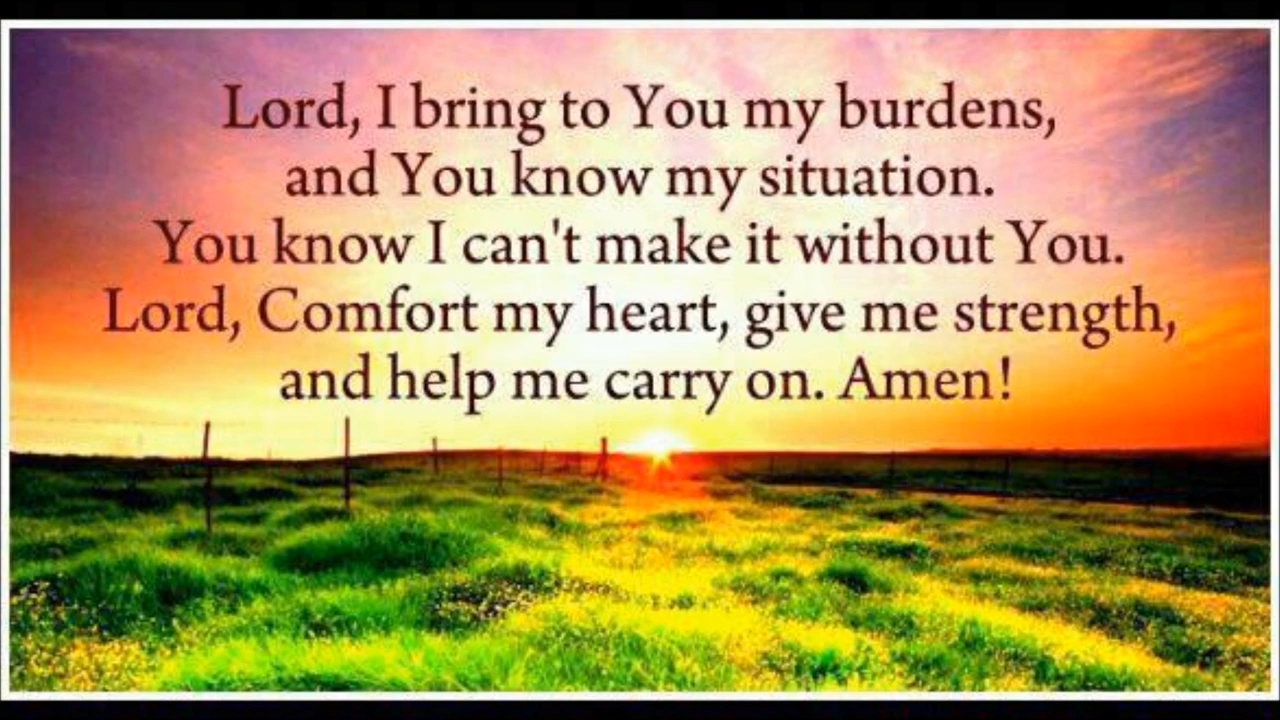 Lord, I bring to You my burdens,
and You know my situation.
You know I can't make it without You.
Lord, Comfort my heart, give me strength,
and help me carry on. Amen!